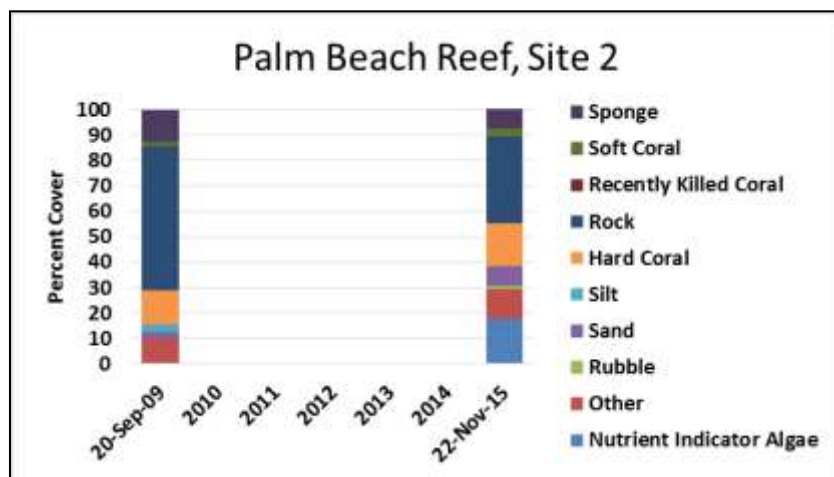 Palm Beach Reef, Site 2
Percent Cover
100
90
80
70
60
50
40
30
20
10
0
20-Sep-09
2010
2011
2012
2013
2014
22-Nov-15
Sponge
Soft Coral
Recently Killed Coral
Rock
Hard Coral
Silt
Sand
Rubble
Other
Nutrient Indicator Algae